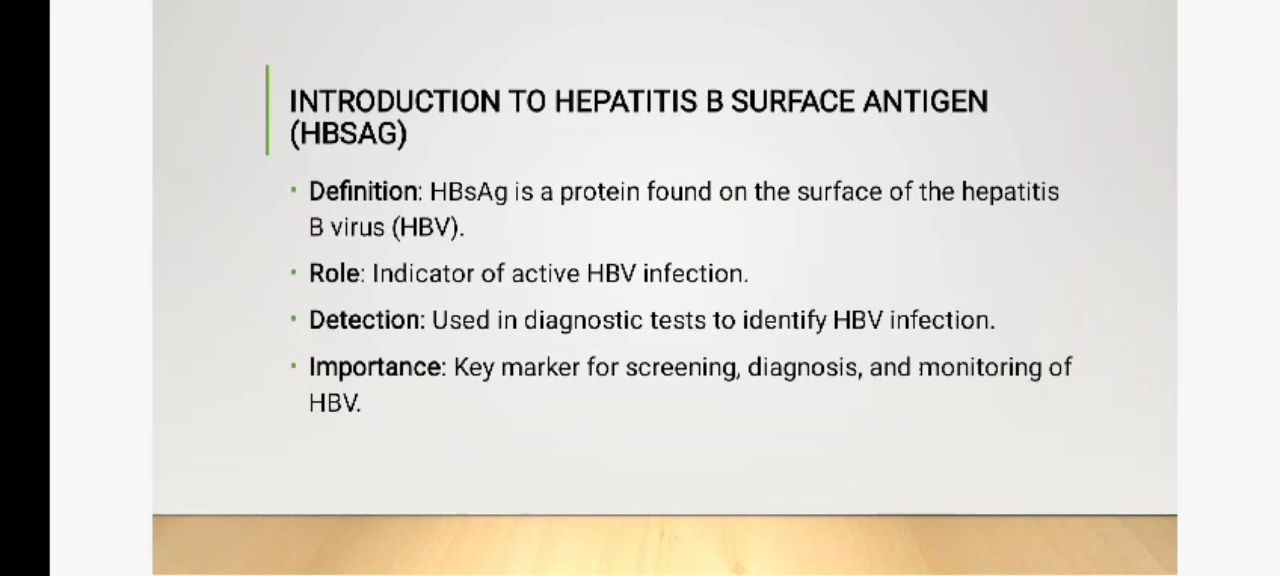 INTRODUCTION TO HEPATITIS B SURFACE ANTIGEN
(HBSAG)
• Definition: HBsAg is a protein found on the surface of the hepatitis
B virus (HBV).
• Role: Indicator of active HBV infection.
• Detection: Used in diagnostic tests to identify HBV infection.
• Importance: Key marker for screening, diagnosis, and monitoring of
HBV.